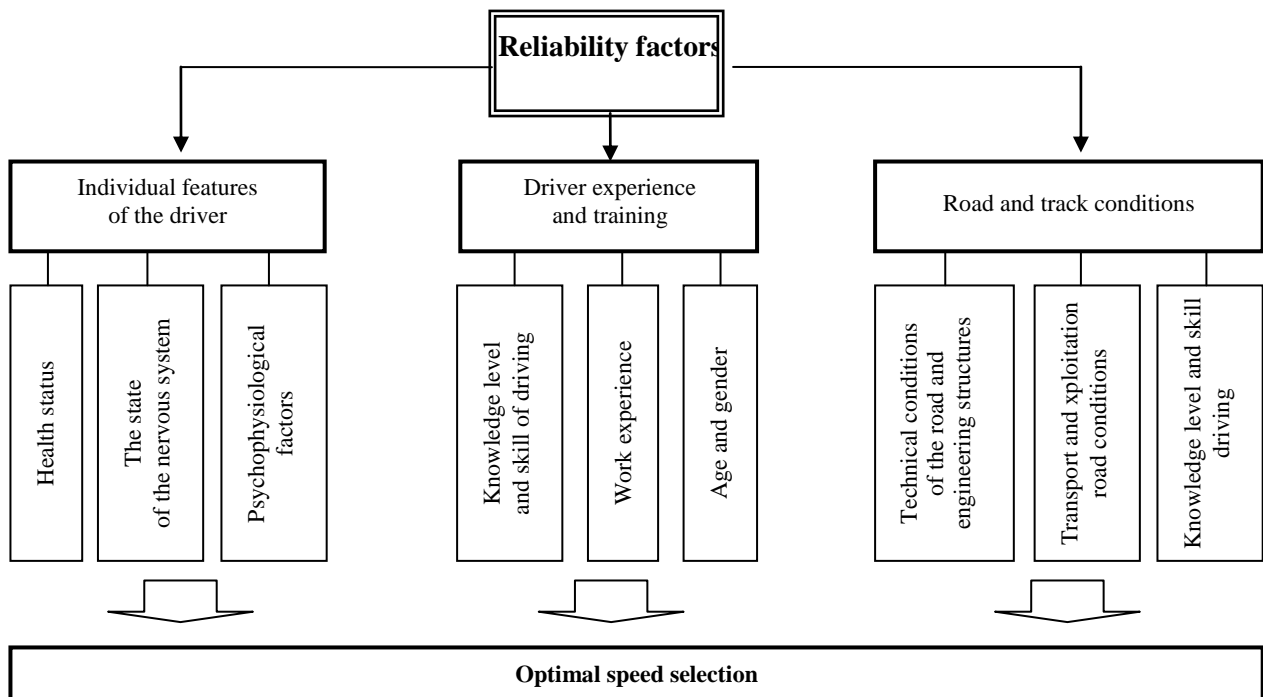 Reliability factors
Individual features
of the driver
Driver experience
and training
Road and track conditions
Health status
The state
of the nervous system
Psychophysiological
factors
Knowledge level
and skill of driving
Work experience
Age and gender
Technical conditions
of the road and
engineering structures
Transport and xploitation
road conditions
Knowledge level and skill
driving
Optimal speed selection